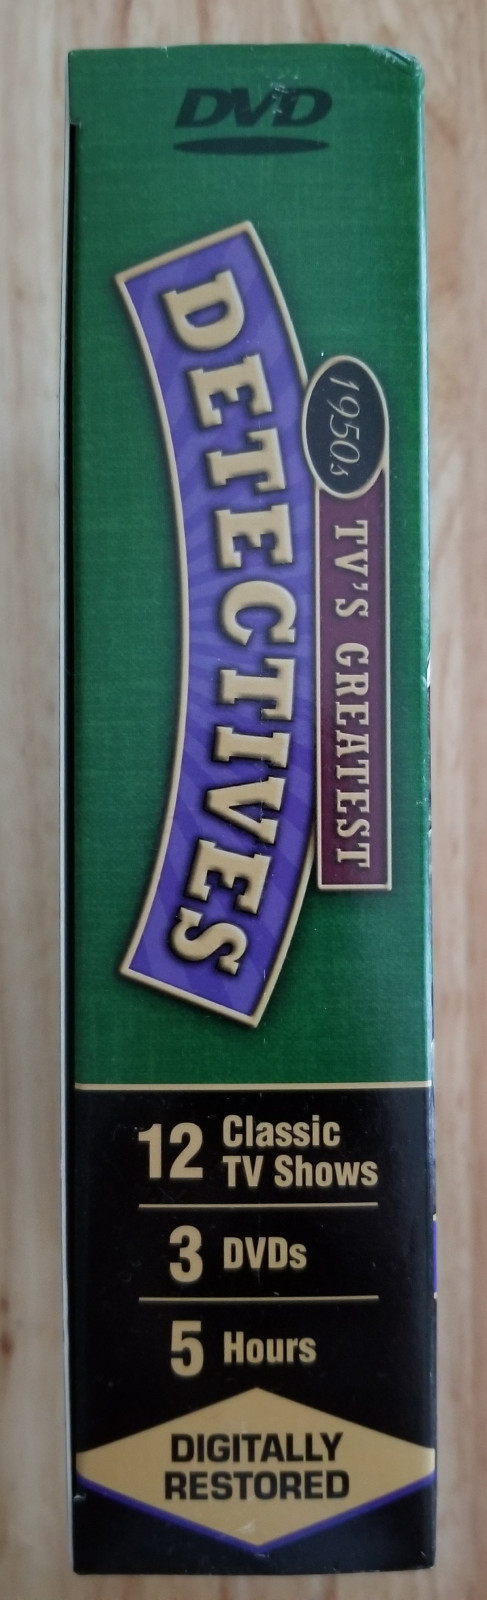 DVD
1950s
TV'S GREATEST
DETECTIVES
12 Classic
TV Shows
3 DVDs
5 Hours
DIGITALLY
RESTORED